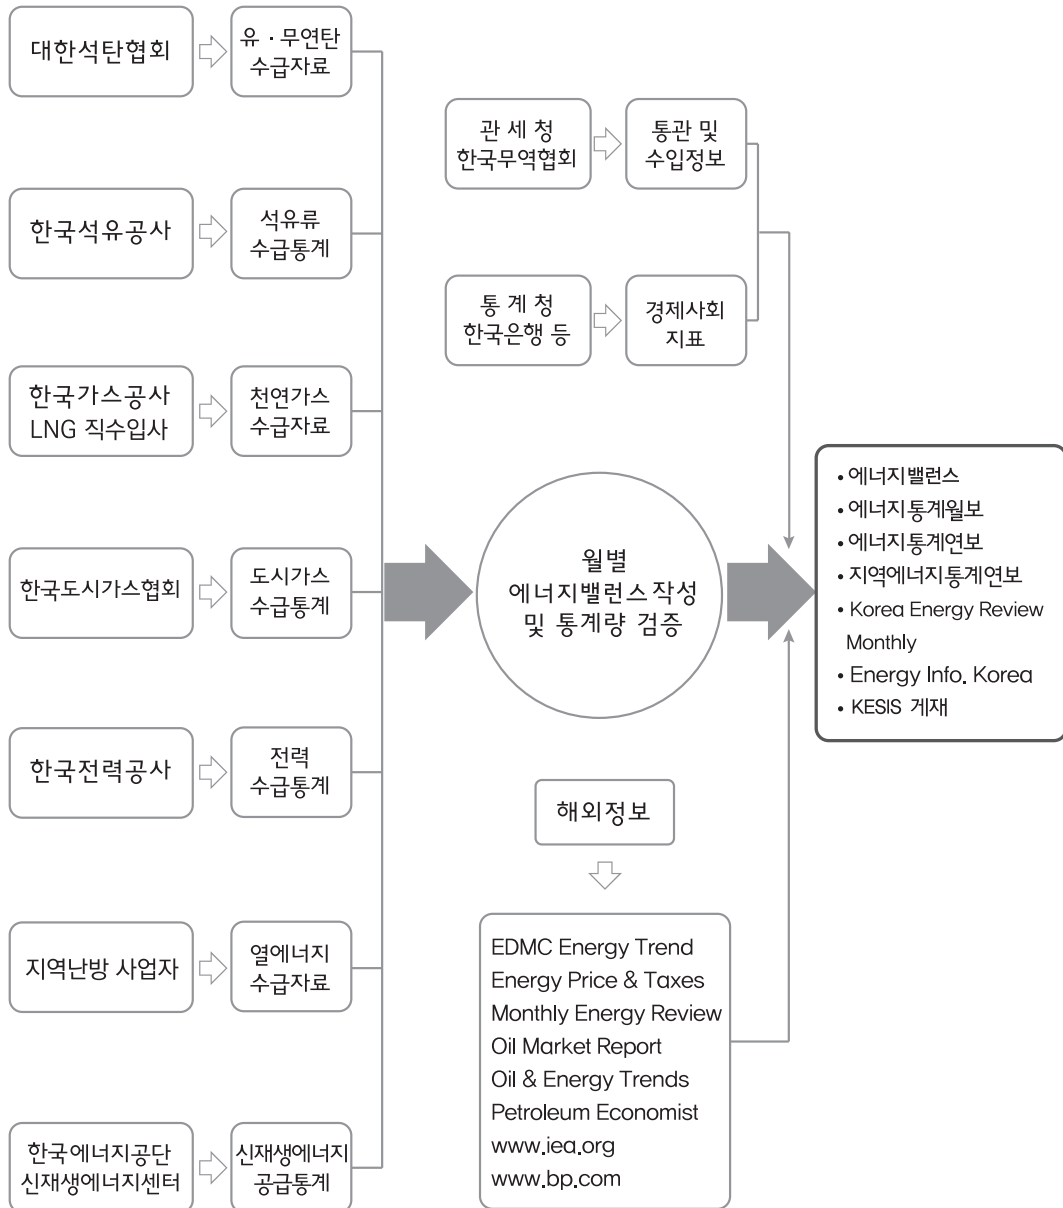 대한석탄협회
유 · 무연탄
수급자료
한국석유공사
석유류
수급통계
한국가스공사
LNG 직수입사
천연가스
수급자료
한국도시가스협회
도시가스
수급통계
한국전력공사
전력
수급통계
지역난방 사업자
열에너지
수급자료
한국에너지공단
신재생에너지센터
신재생에너지
공급통계
관 세 청
한국무역협회
통관 및
수입정보
통 계 청
한국은행 등
경제사회
지표
월별
에너지밸런스 작성
및 통계량 검증
해외정보
EDMC Energy Trend
Energy Price & Taxes
Monthly Energy Review
Oil Market Report
Oil & Energy Trends
Petroleum Economist
www.iea.org
www.bp.com
• 에너지밸런스
• 에너지통계월보
• 에너지통계연보
• 지역에너지통계연보
• Korea Energy Review
Monthly
• Energy Info. Korea
• KESIS 게재